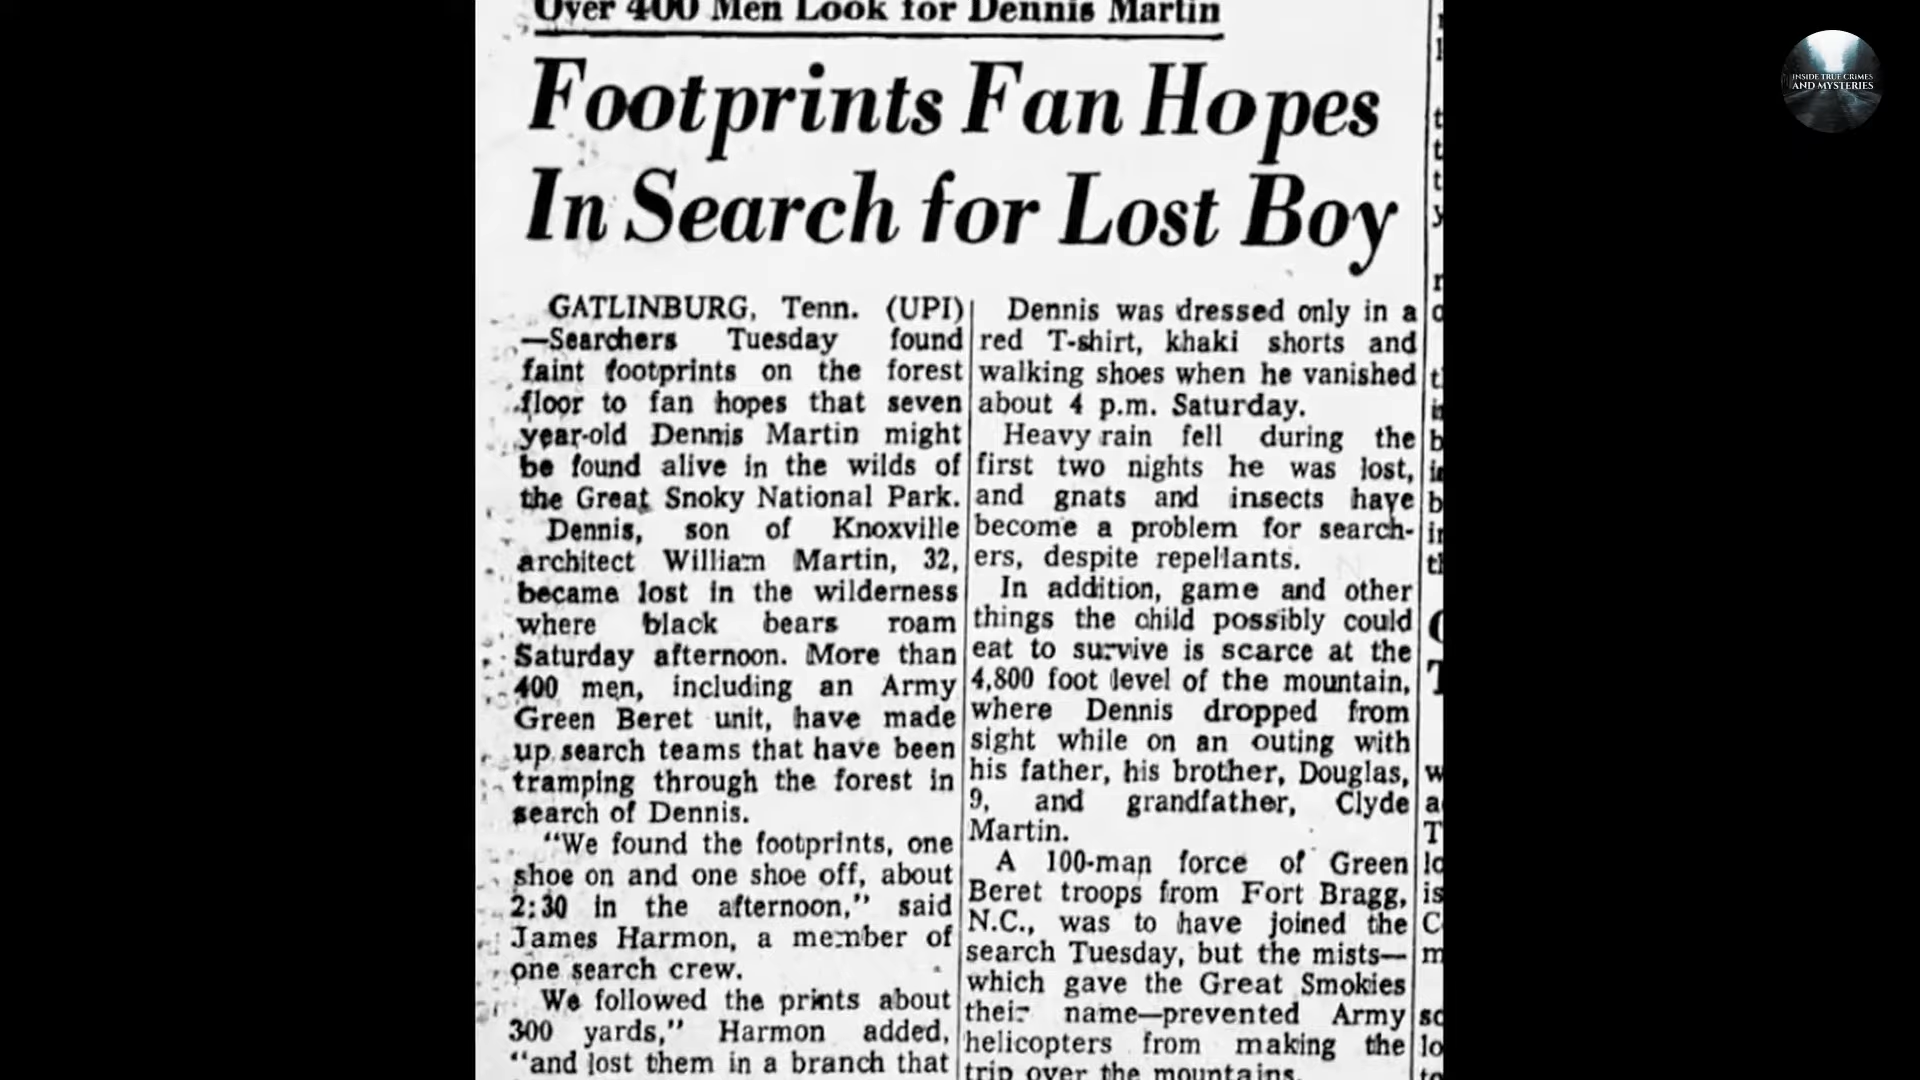 Over 400 Men Look for Dennis Martin
Footprints Fan Hopes
In Search for Lost Boy
GATLINBURG, Tenn. (UPI)
—Searchers Tuesday found
faint footprints on the forest
floor to fan hopes that seven
year-old Dennis Martin might
be found alive in the wilds of
the Great Snoky National Park.
Dennis, son of Knoxville
architect William Martin, 32,
became lost in the wilderness
where black bears roam
Saturday afternoon. More than
400 men, including an Army
Green Beret unit, have made
up search teams that have been
tramping through the forest in
search of Dennis.
"We found the footprints, one
shoe on and one shoe off, about
2:30 in the afternoon," said
James Harmon, a member of
one search crew.
We followed the prints about
300 yards," Harmon added,
"and lost them in a branch that
Dennis was dressed only in a
red T-shirt, khaki shorts and
walking shoes when he vanished
about 4 p.m. Saturday.
Heavy rain fell during the
first two nights he was lost,
and gnats and insects have
become a problem for search-
ers, despite repellants.
In addition, game and other
things the child possibly could
eat to survive is scarce at the
4,800 foot level of the mountain,
where Dennis dropped from
sight while on an outing with
his father, his brother, Douglas,
9, and grandfather, Clyde
Martin.
A 100-man force of Green
Beret troops from Fort Bragg,
N.C., was to have joined the
search Tuesday, but the mists—
which gave the Great Smokies
their name—prevented Army
helicopters from making the
trip over the mountains.
INSIDE TRUE CRIMES
AND MYSTERIES